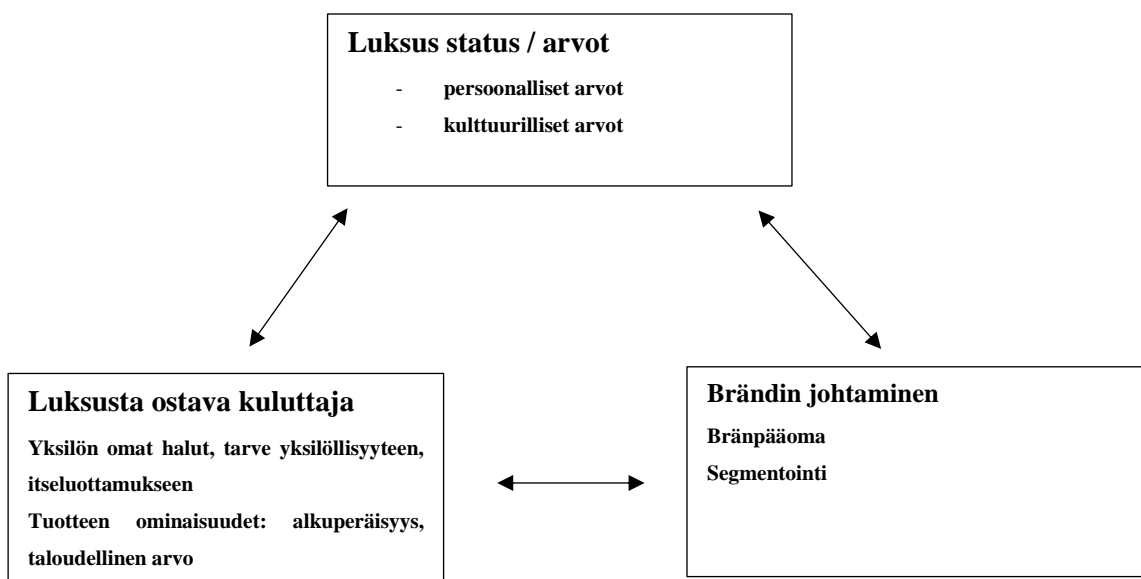 Luksus status / arvot
- persoonalliset arvot
- kulttuurilliset arvot
Luksusta ostava kuluttaja
Yksilön omat halut, tarve yksilöllisyyteen,
itseluottamukseen
Tuotteen ominaisuudet: alkuperäisyys,
taloudellinen arvo
Brändin johtaminen
Bränpääoma
Segmentointi